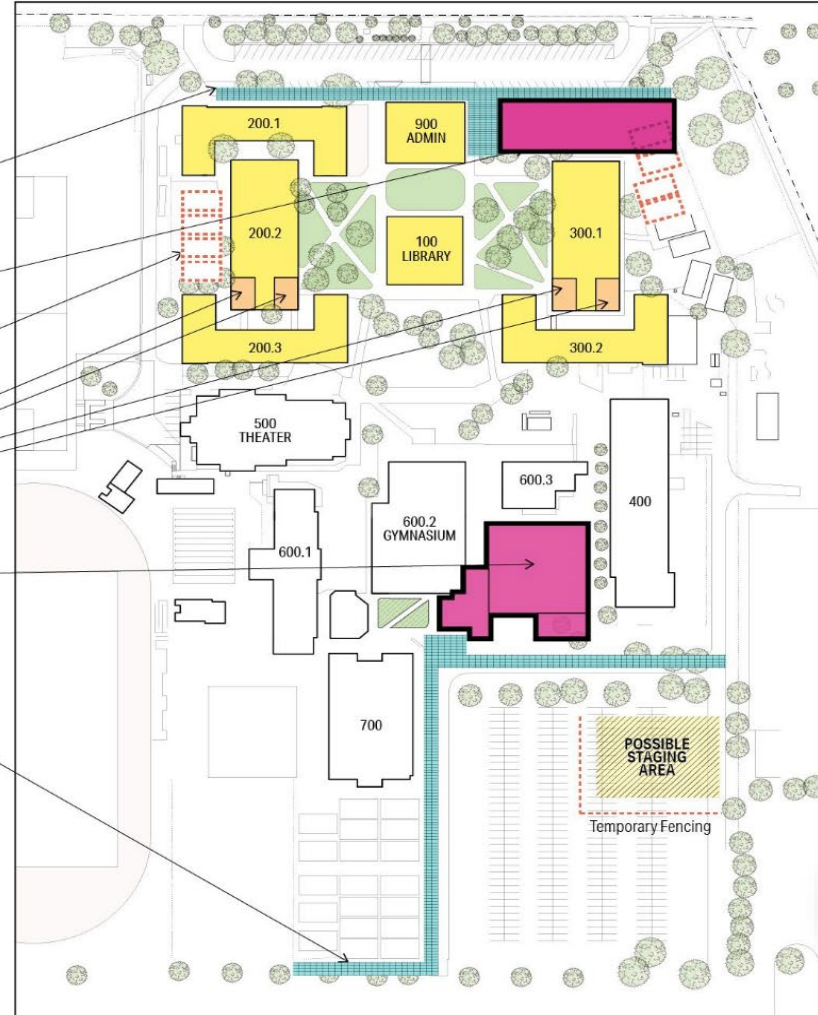 200.1
900
ADMIN
200.2
100
LIBRARY
300.1
200.3
300.2
500
THEATER
600.3
400
600.2
GYMNASIUM
600.1
700
POSSIBLE
STAGING
AREA
Temporary Fencing